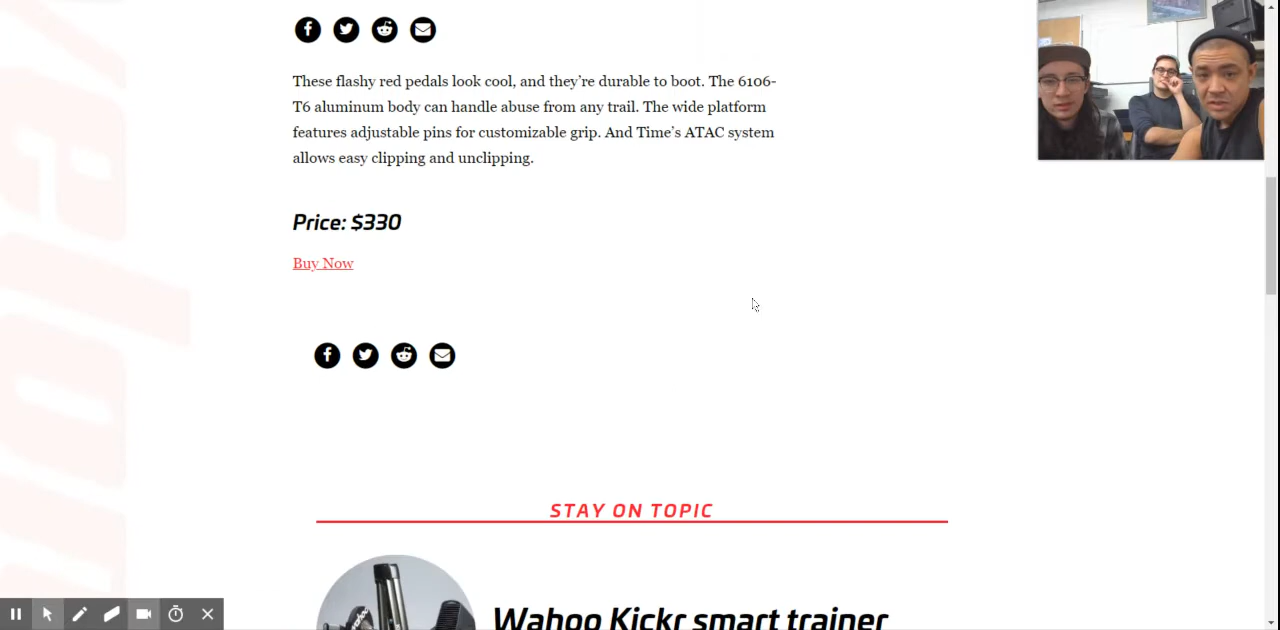 These flashy red pedals look cool, and they’re durable to boot. The 6106-
T6 aluminum body can handle abuse from any trail. The wide platform
features adjustable pins for customizable grip. And Time’s ATAC system
allows easy clipping and unclipping.
Price: $330
Buy Now
STAY ON TOPIC
Wahoo Kickr smart trainer